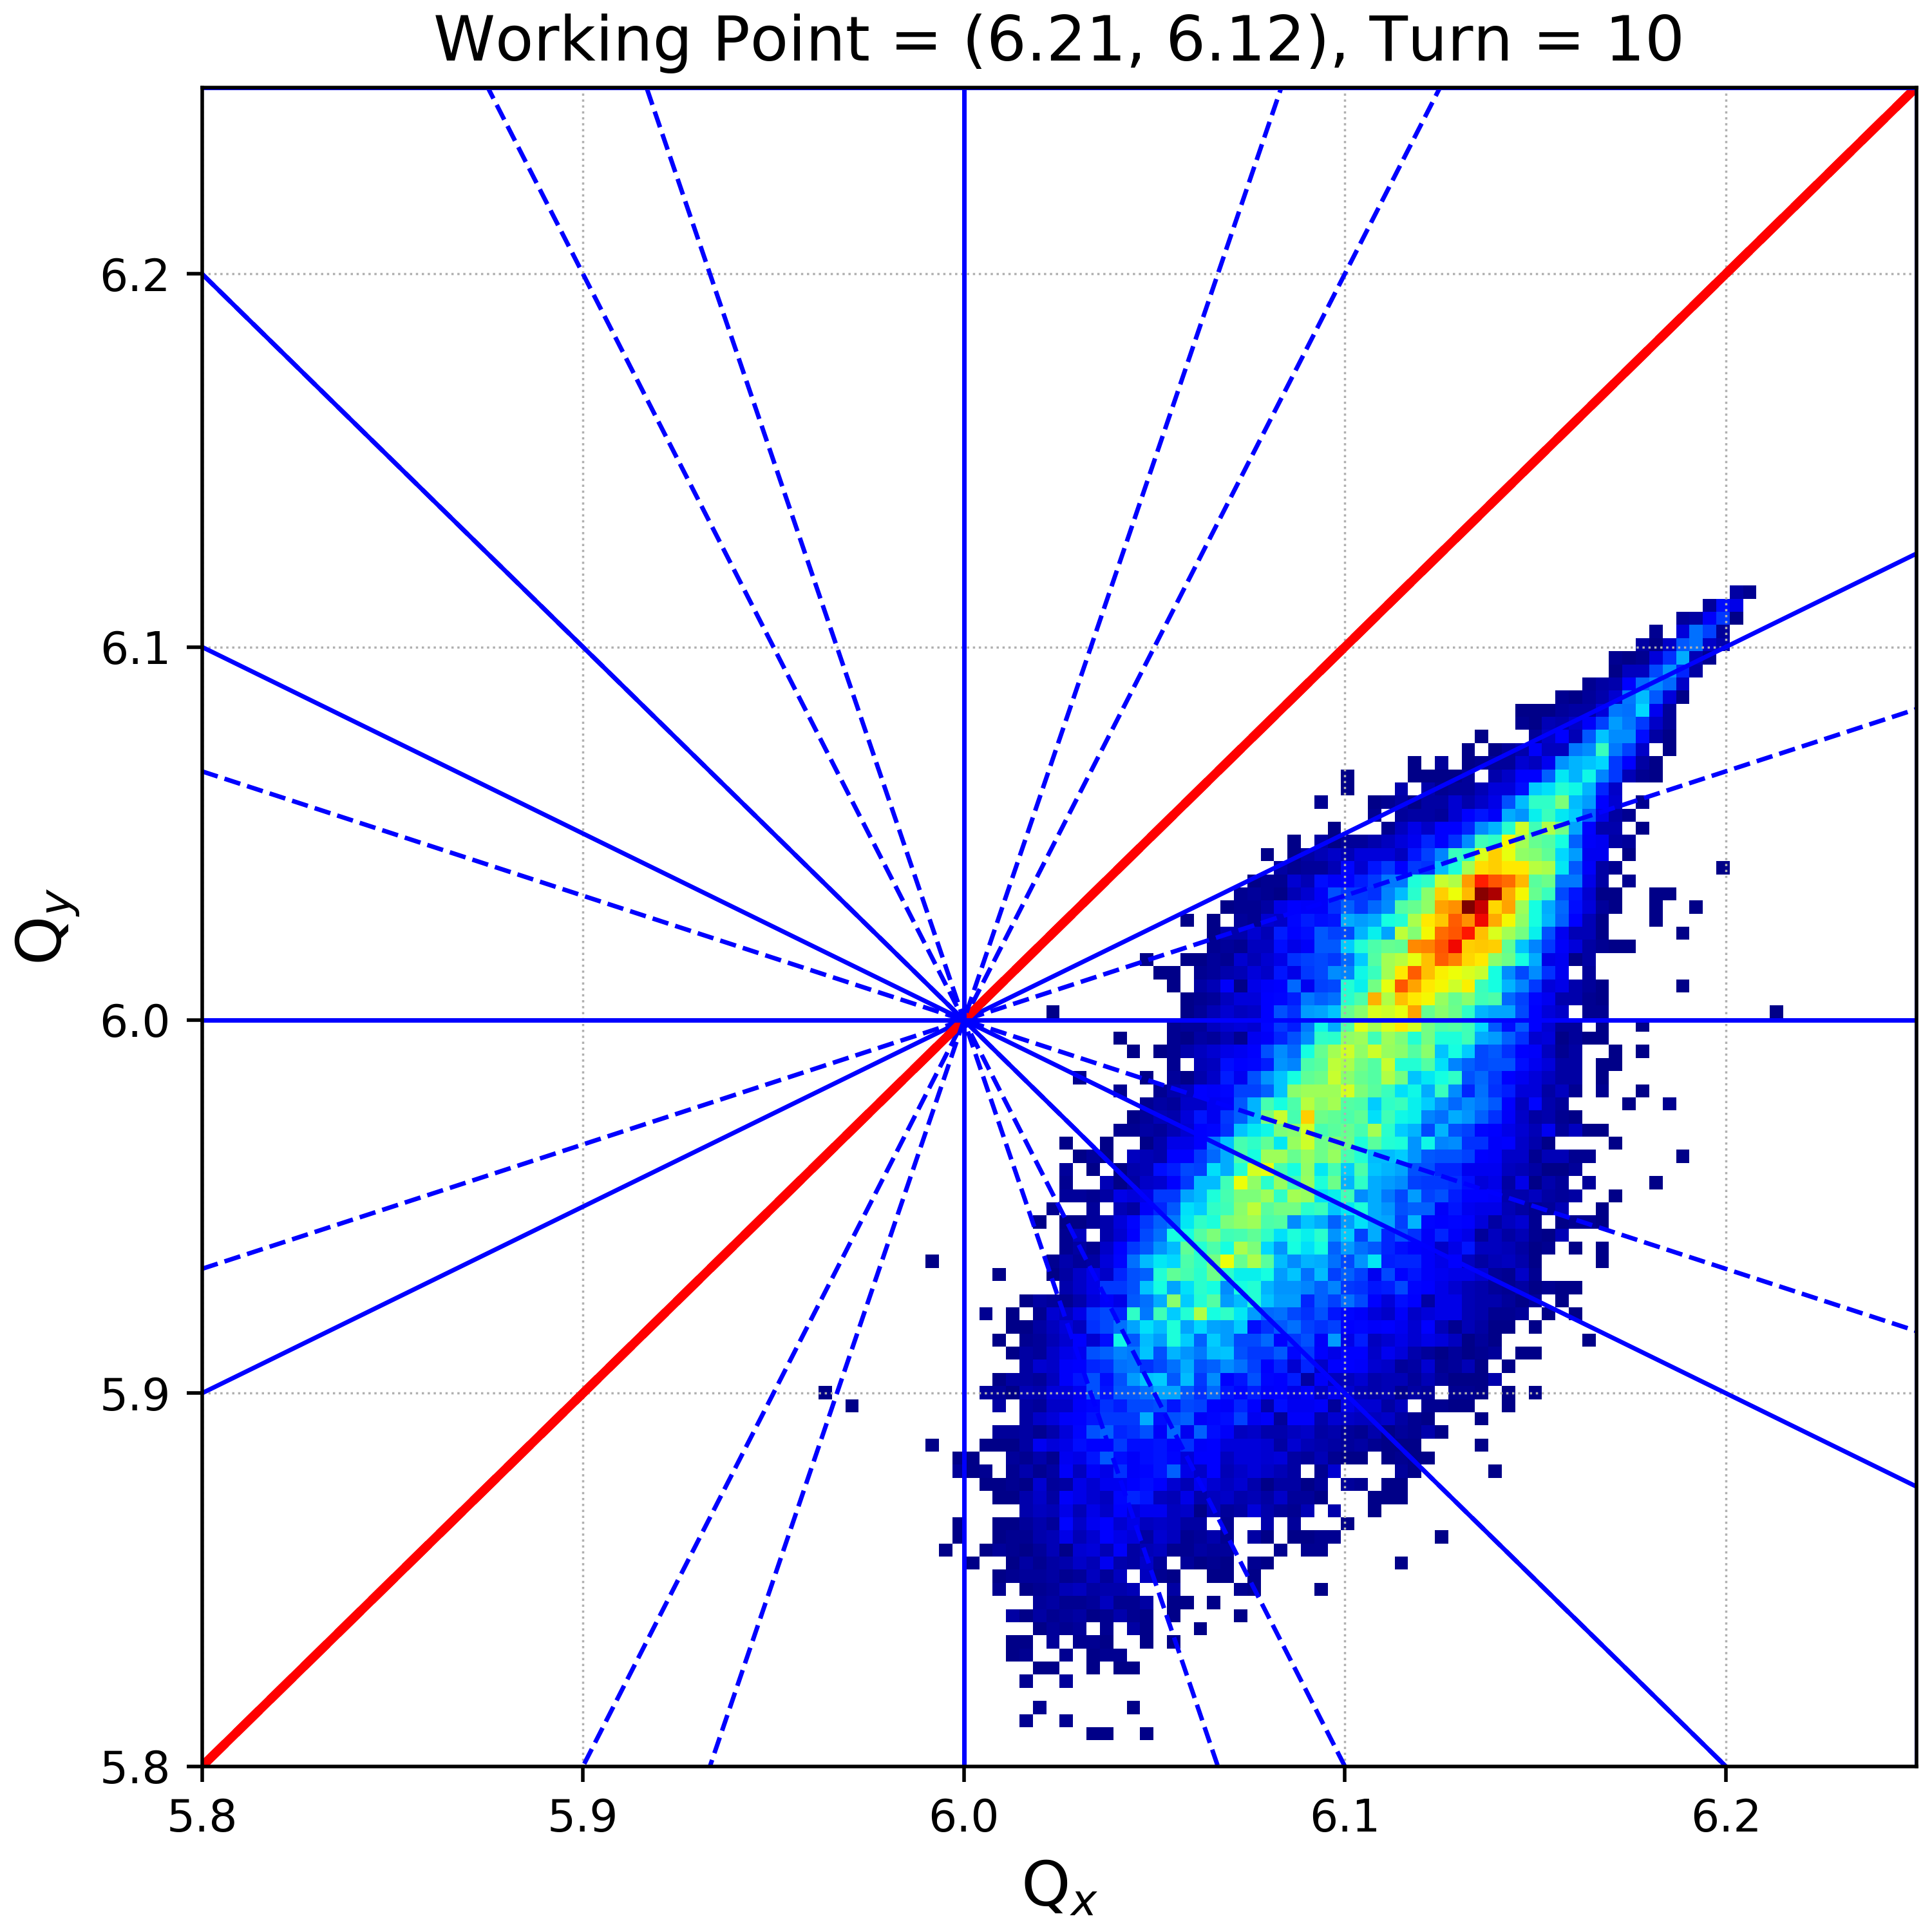 Working Point = (6.21, 6.12), Turn = 10
6.2
6.1
6.0
5.9
5.8
Qy
5.8 5.9 6.0 6.1 6.2
Qx